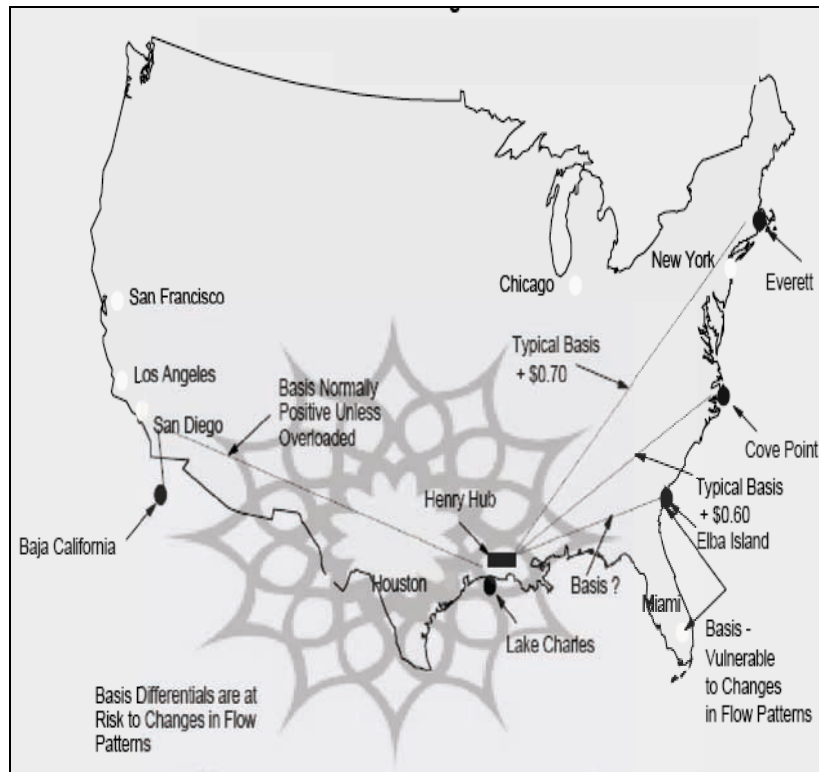 New York
Everett
Chicago
San Francisco
Typical Basis
+ $0.70
Los Angeles
Basis Normally
Positive Unless
Overloaded
San Diego
Cove Point
Typical Basis
+ $0.60
Elba Island
Henry Hub
Baja California
Houston
Basis ?
Miami
Lake Charles
Basis -
Vulnerable
to Changes
in Flow Patterns
Basis Differentials are at
Risk to Changes in Flow
Patterns